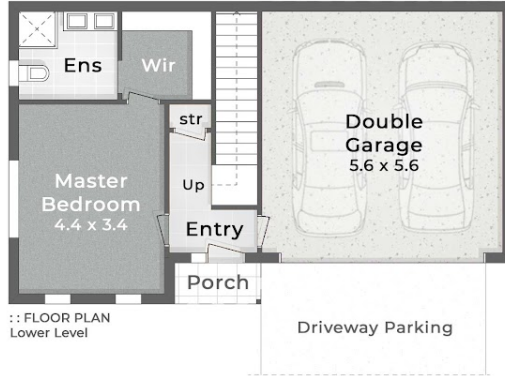 Ens
Wir
str
Double
Garage
5.6 x 5.6
Master
Bedroom
4.4 x 3.4
Up
Entry
Porch
:: FLOOR PLAN
Lower Level
Driveway Parking